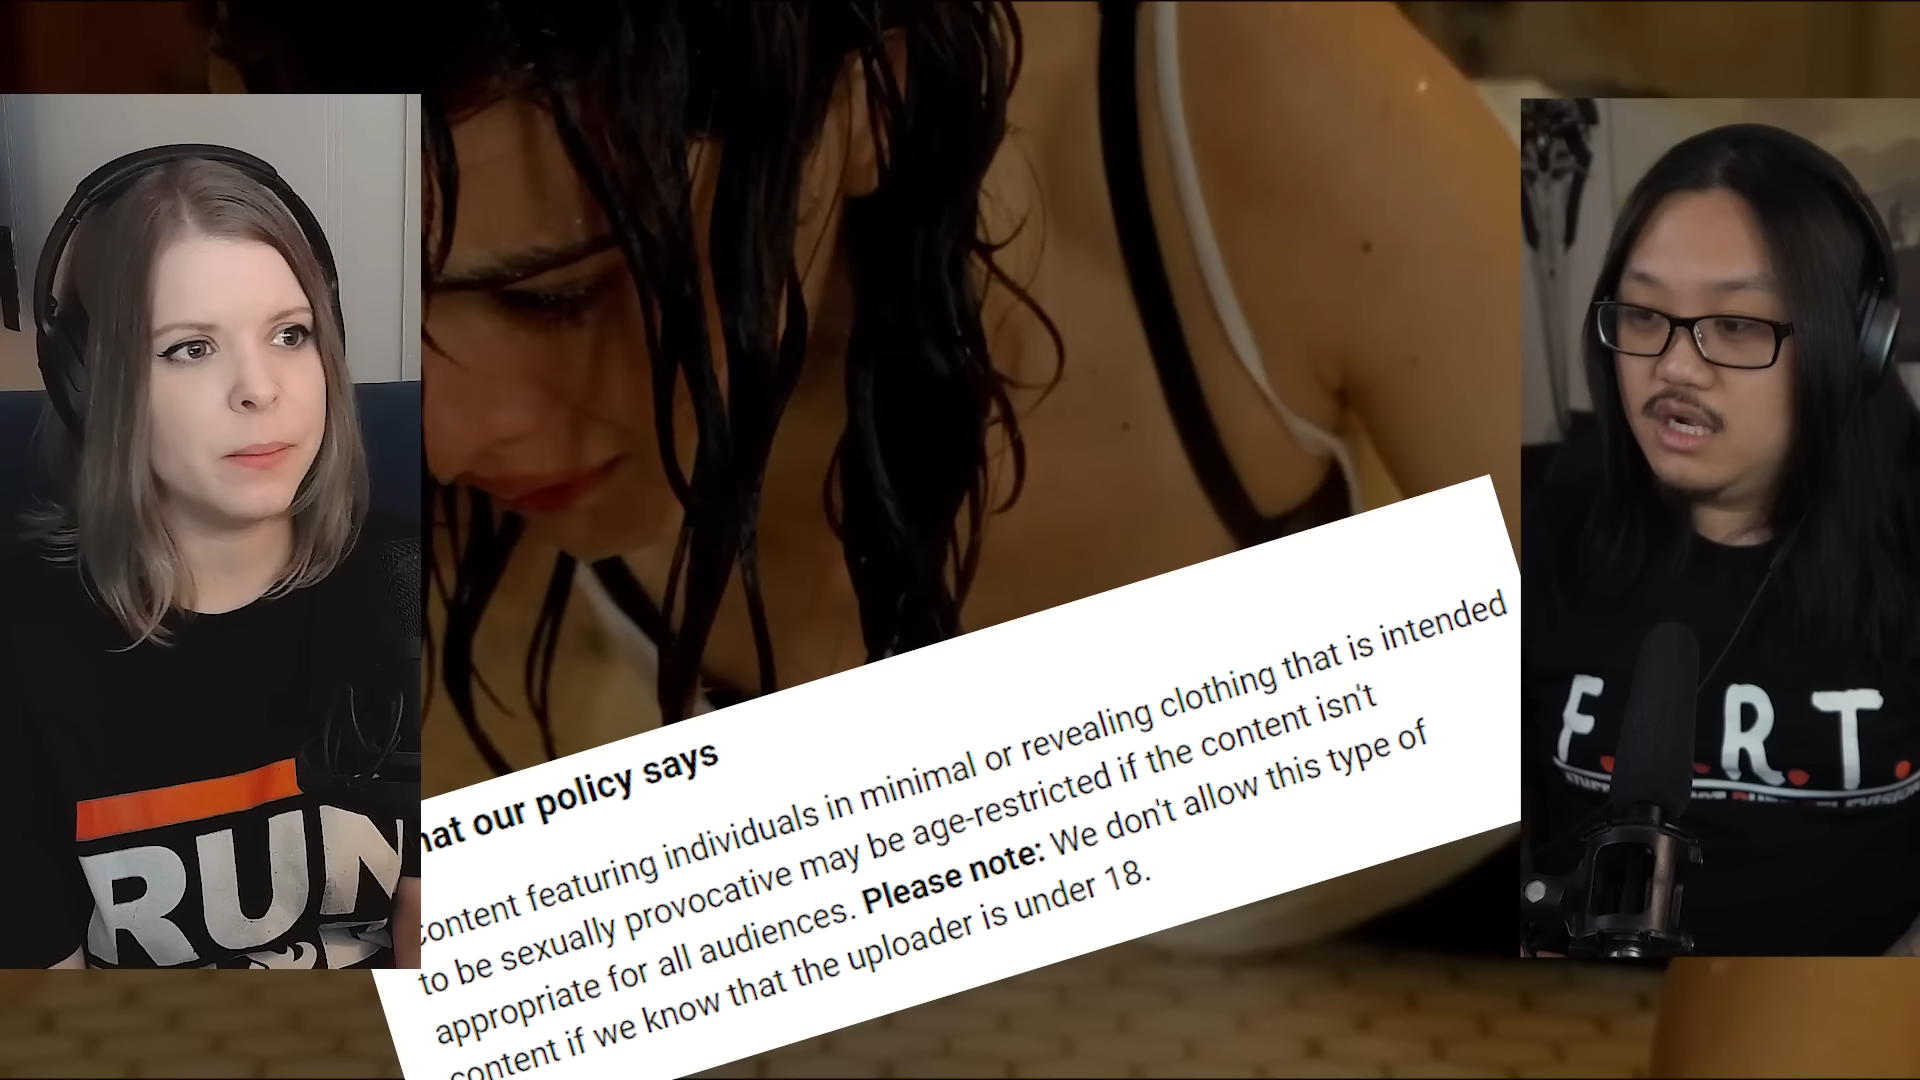 hat our policy says
content featuring individuals in minimal or revealing clothing that is intended
to be sexually provocative may be age-restricted if the content isn't
appropriate for all audiences. Please note: We don't allow this type of
content if we know that the uploader is under 18.
RUN
F. R.T.